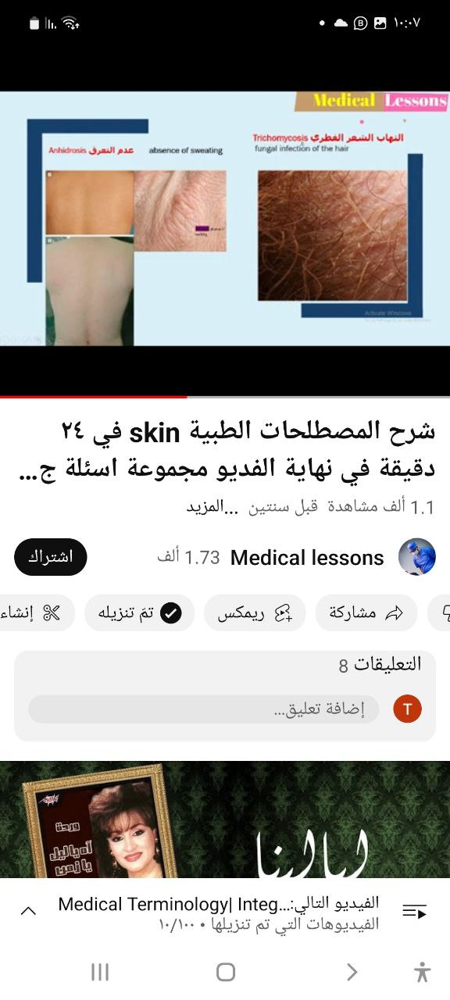 ١٠:٠٧
Medical Lessons
Trichomycosis التهاب الشعر الفطري
fungal infection of the hair
Anhidrosis عدم التعرق absence of sweating
Activate Windows
شرح المصطلحات الطبية skin في ٢٤
دقيقة في نهاية الفديو مجموعة اسئلة ج...
1.1 ألف مشاهدة قبل سنتين ...المزيد
Medical lessons 1.73 ألف
اشتراك
مشاركة
ريمكس
تمّ تنزيله
إنشاء
التعليقات 8
T
إضافة تعليق...
وردة
آه يا ليل
يا زمن
ليالينا
الفيديو التالي: Medical Terminology| Integ...
الفيديوهات التي تم تنزيلها • ١٠/١٠٠